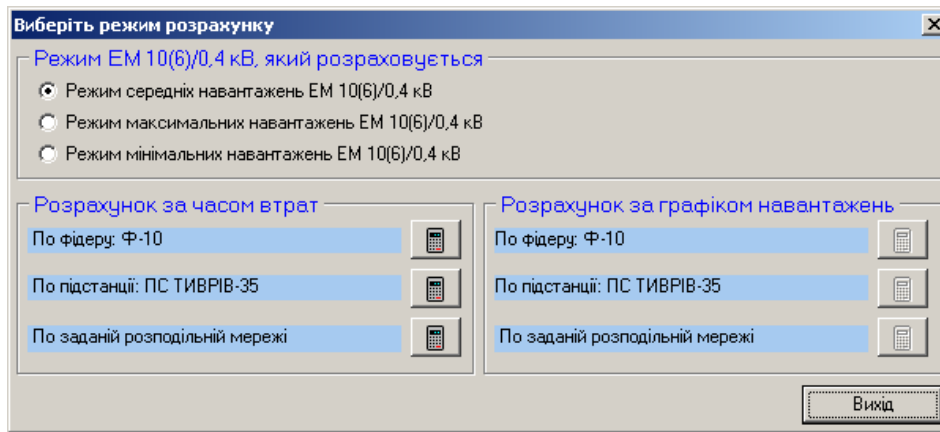 Виберіть режим розрахунку
Режим ЕМ 10(6)/0,4 кВ, який розраховується
Режим середніх навантажень ЕМ 10(6)/0,4 кВ
Режим максимальних навантажень ЕМ 10(6)/0,4 кВ
Режим мінімальних навантажень ЕМ 10(6)/0,4 кВ
Розрахунок за часом втрат
По фідеру: Ф-10
По підстанції: ПС ТИВРІВ-35
По заданій розподільній мережі
Розрахунок за графіком навантажень
По фідеру: Ф-10
По підстанції: ПС ТИВРІВ-35
По заданій розподільній мережі
Вихід